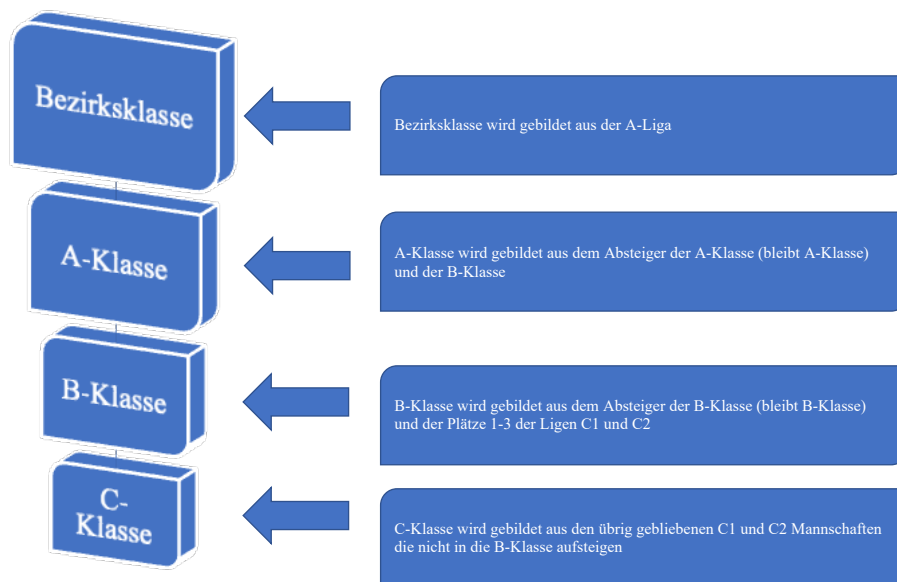 Bezirksklasse
Bezirksklasse wird gebildet aus der A-Liga
A-Klasse
A-Klasse wird gebildet aus dem Absteiger der A-Klasse (bleibt A-Klasse)
und der B-Klasse
B-Klasse
B-Klasse wird gebildet aus dem Absteiger der B-Klasse (bleibt B-Klasse)
und der Plätze 1-3 der Ligen C1 und C2
C-
Klasse
C-Klasse wird gebildet aus den übrig gebliebenen C1 und C2 Mannschaften
die nicht in die B-Klasse aufsteigen